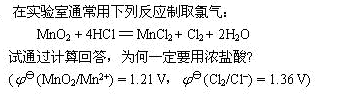 在实验室通常用下列反应制取氯气：
MnO₂ + 4HCl == MnCl₂ + Cl₂ + 2H₂O
试通过计算回答，为何一定要用浓盐酸?
(φ^Θ(MnO₂/Mn²⁺) = 1.21 V， φ^Θ(Cl₂/Cl⁻) = 1.36 V)